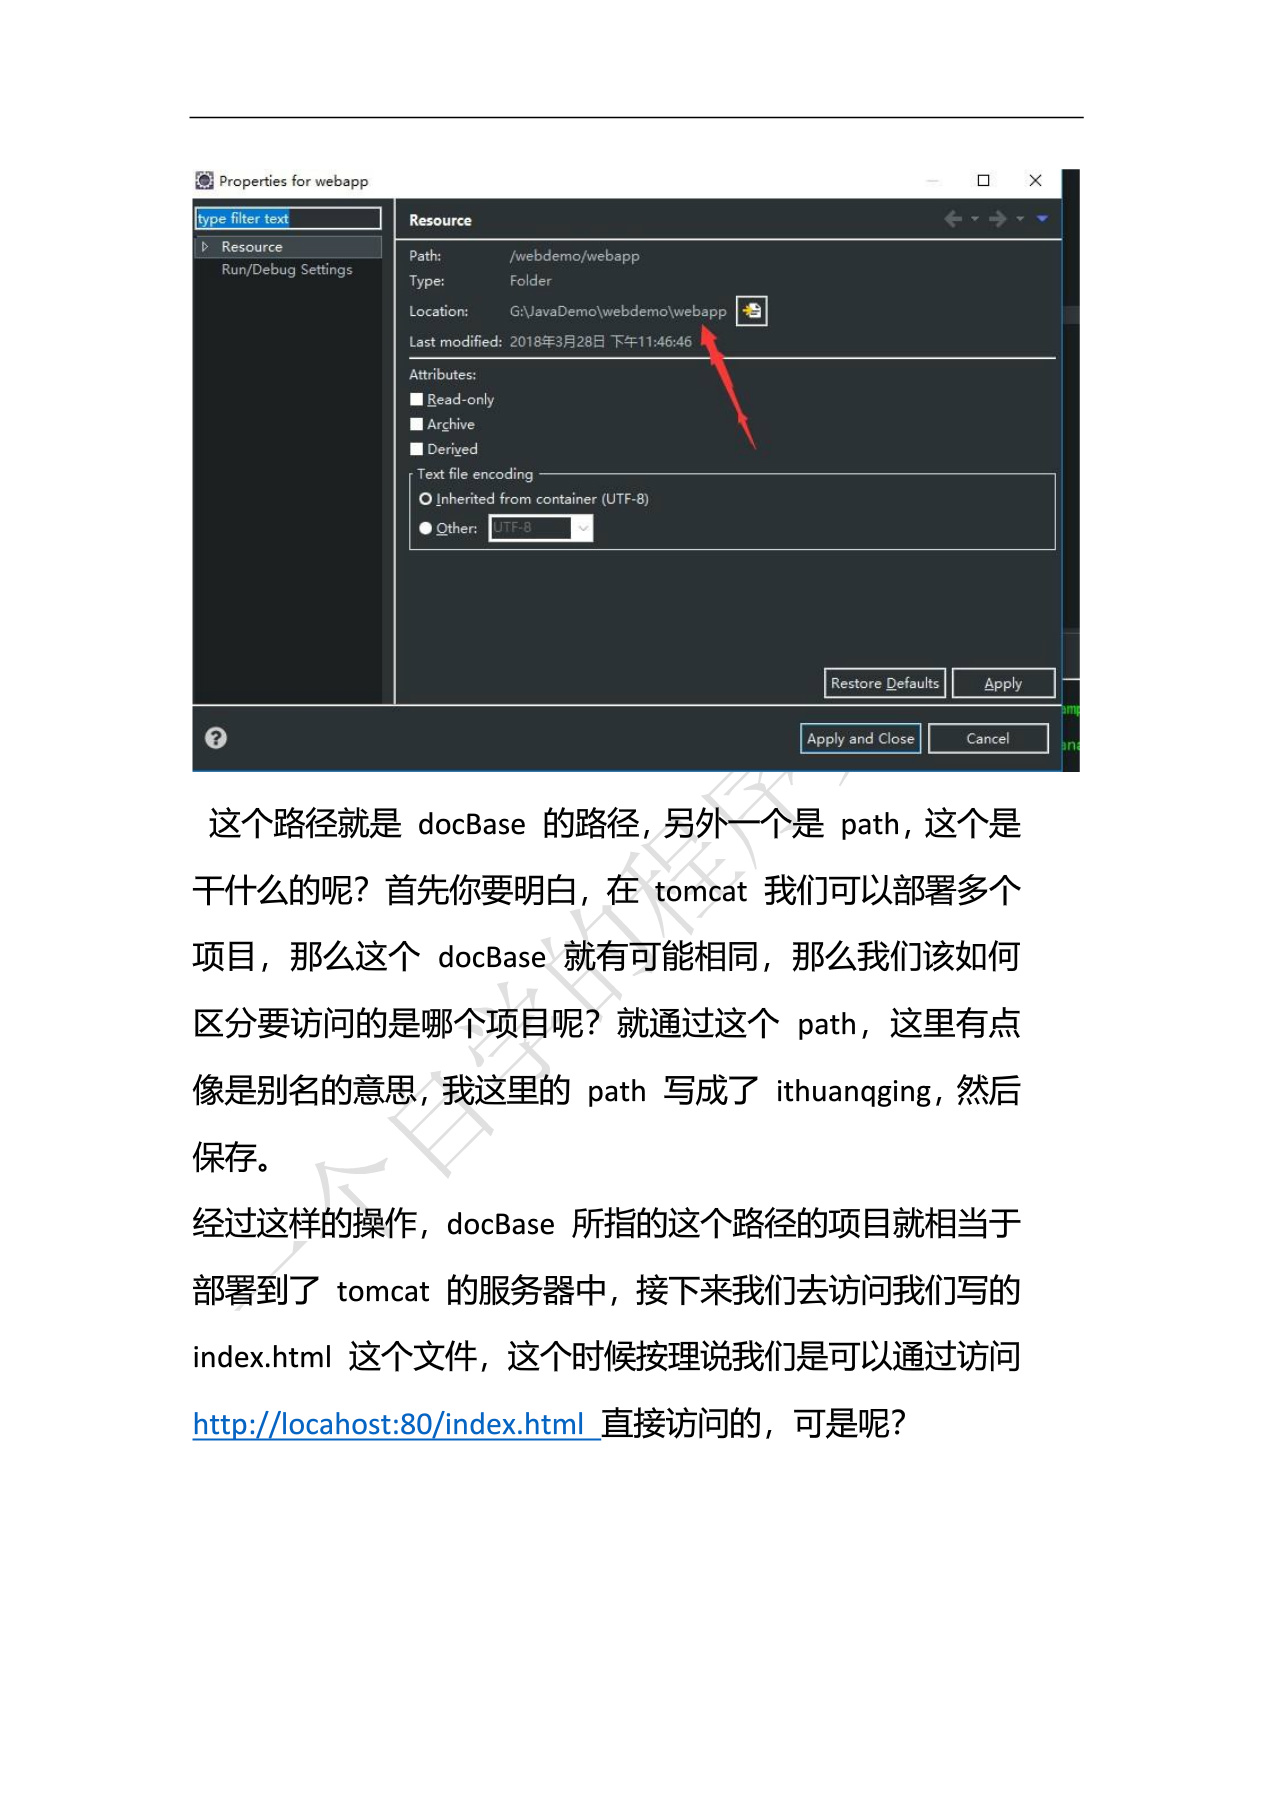 Properties for webapp
type filter text
Resource
Run/Debug Settings
Resource
Path: /webdemo/webapp
Type: Folder
Location: G:\JavaDemo\webdemo\webapp
Last modified: 2018年3月28日 下午11:46:46
Attributes:
Read-only
Archive
Derived
Text file encoding
Inherited from container (UTF-8)
Other: UTF-8
Restore Defaults Apply
Apply and Close Cancel
这个路径就是 docBase 的路径，另外一个是 path，这个是
干什么的呢？首先你要明白，在 tomcat 我们可以部署多个
项目，那么这个 docBase 就有可能相同，那么我们该如何
区分要访问的是哪个项目呢？就通过这个 path，这里有点
像是别名的意思，我这里的 path 写成了 ithuanqging，然后
保存。
经过这样的操作，docBase 所指的这个路径的项目就相当于
部署到了 tomcat 的服务器中，接下来我们去访问我们写的
index.html 这个文件，这个时候按理说我们是可以通过访问
http://locahost:80/index.html 直接访问的，可是呢？
一个自学的程序